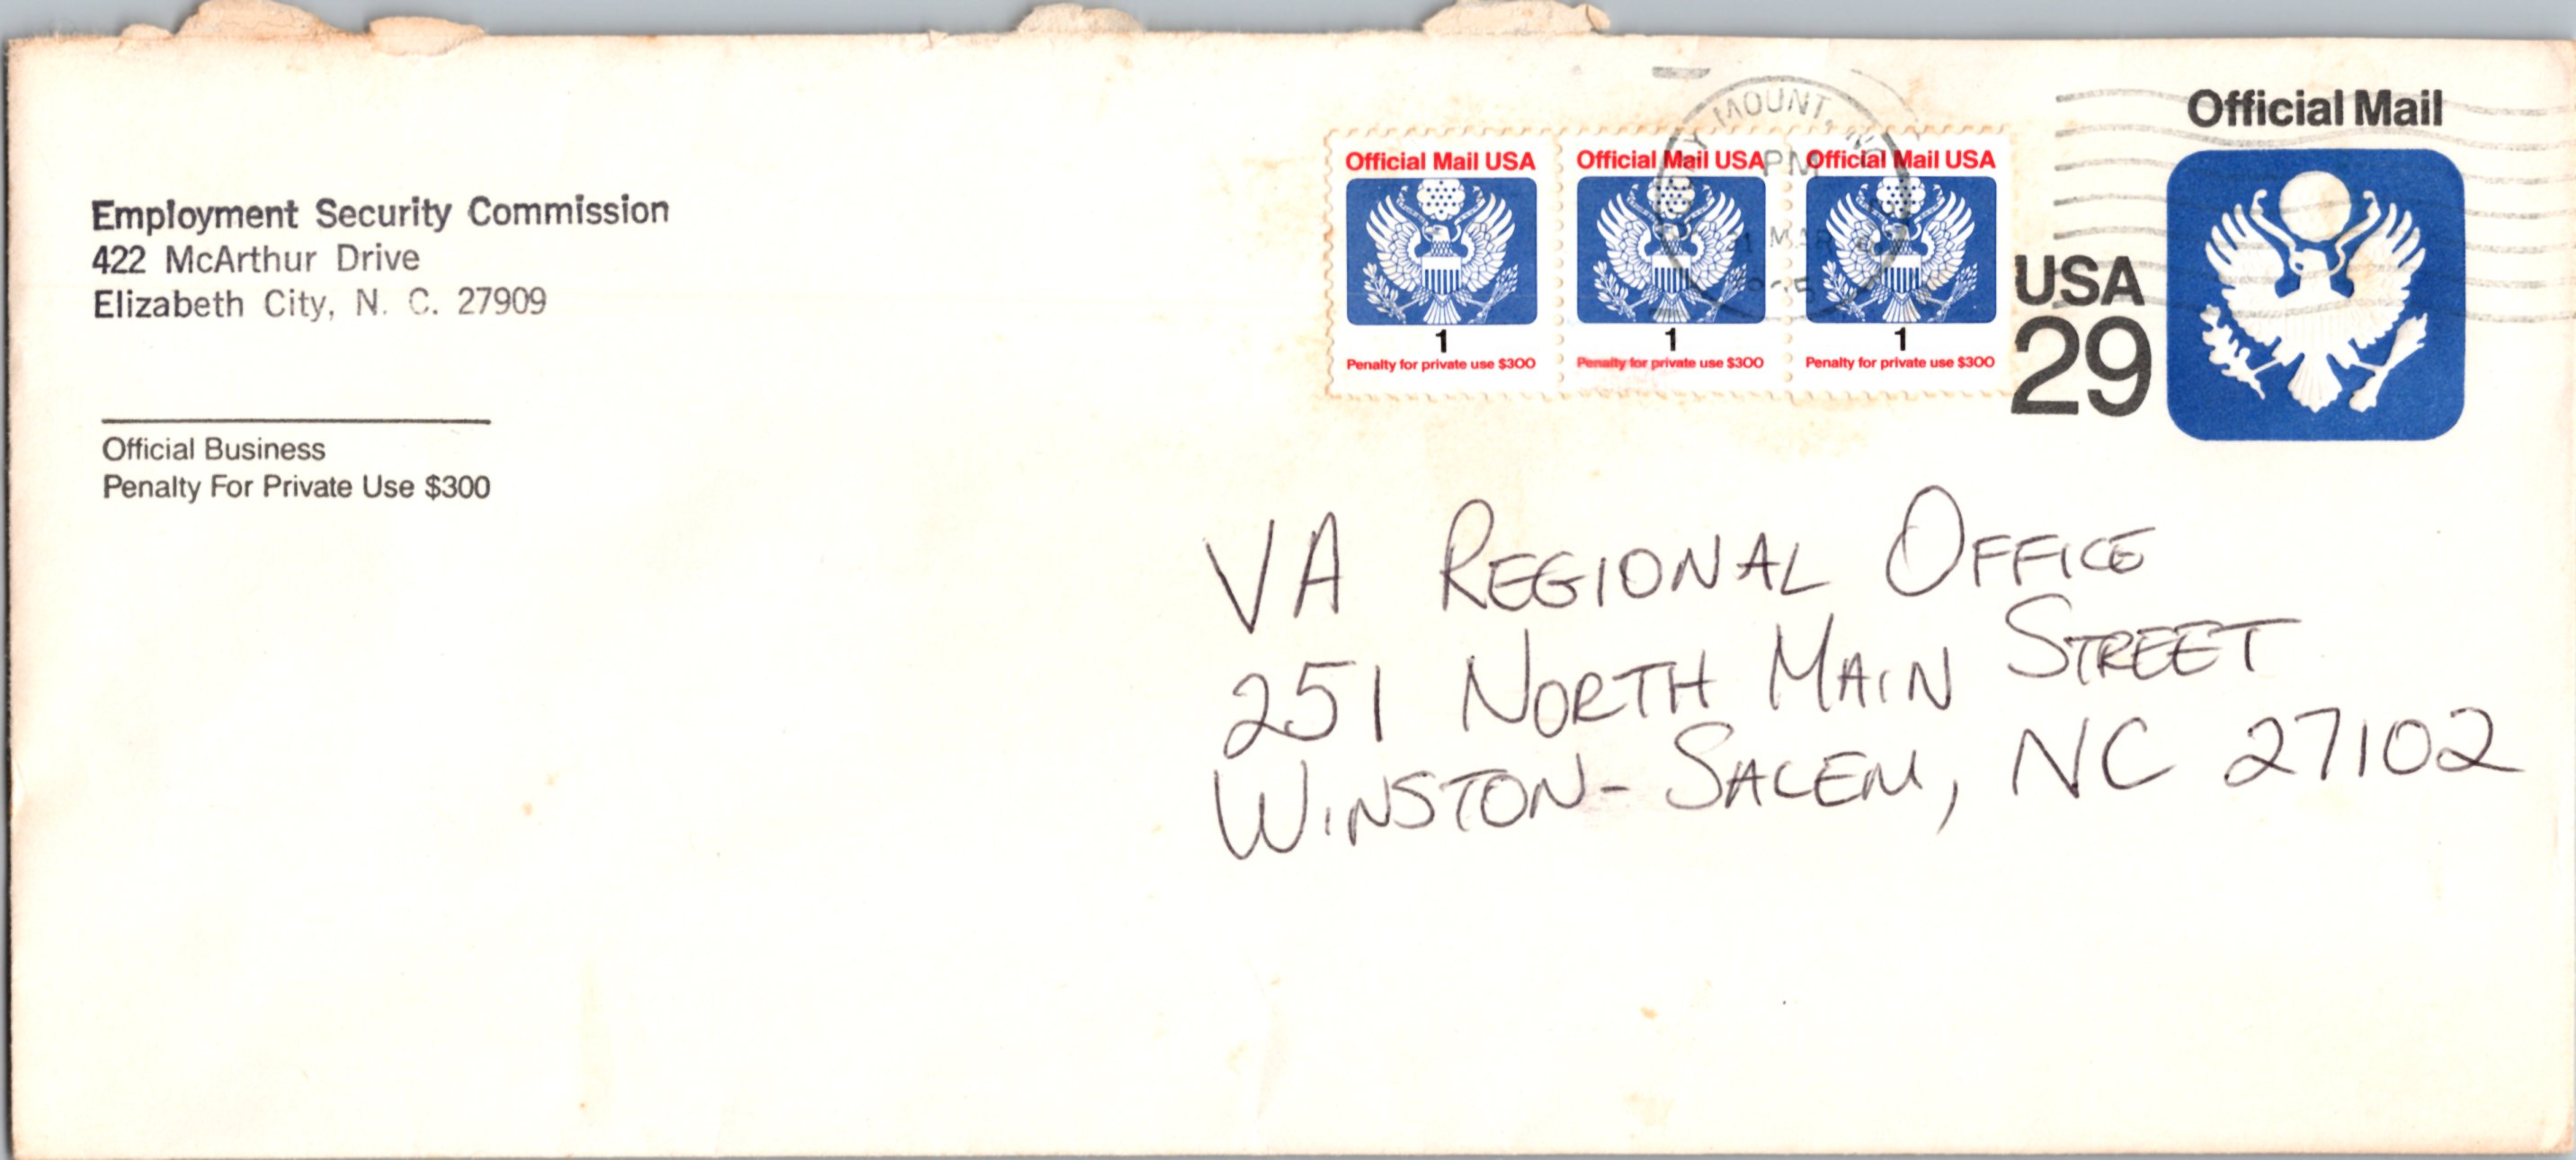 Employment Security Commission
422 McArthur Drive
Elizabeth City, N. C. 27909
Official Business
Penalty For Private Use $300
Official Mail USA
1
Penalty for private use $300
Official Mail USA
1
Penalty for private use $300
Official Mail USA
1
Penalty for private use $300
MOUNT,
PM
MAR
Official Mail
USA
29
VA REGIONAL OFFICE
251 NORTH MAIN STREET
WINSTON-SALEM, NC 27102